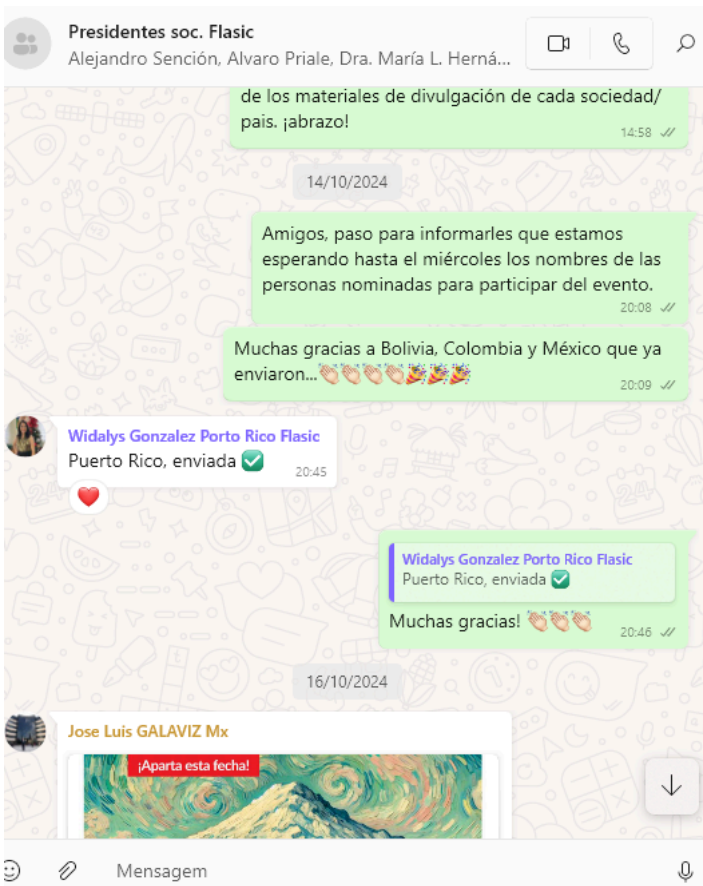 Presidentes soc. Flasic
Alejandro Sención, Alvaro Priale, Dra. María L. Herná...
de los materiales de divulgación de cada sociedad/
pais. ¡abrazo!
14:58
14/10/2024
Amigos, paso para informarles que estamos
esperando hasta el miércoles los nombres de las
personas nominadas para participar del evento.
20:08
Muchas gracias a Bolivia, Colombia y México que ya
enviaron...👏🏻👏🏻👏🏻👏🏻🎉🎉🎉
20:09
Widalys Gonzalez Porto Rico Flasic
Puerto Rico, enviada ✅
20:45
Widalys Gonzalez Porto Rico Flasic
Puerto Rico, enviada ✅
Muchas gracias! 👏🏻👏🏻👏🏻
20:46
16/10/2024
Jose Luis GALAVIZ Mx
¡Aparta esta fecha!
Mensagem